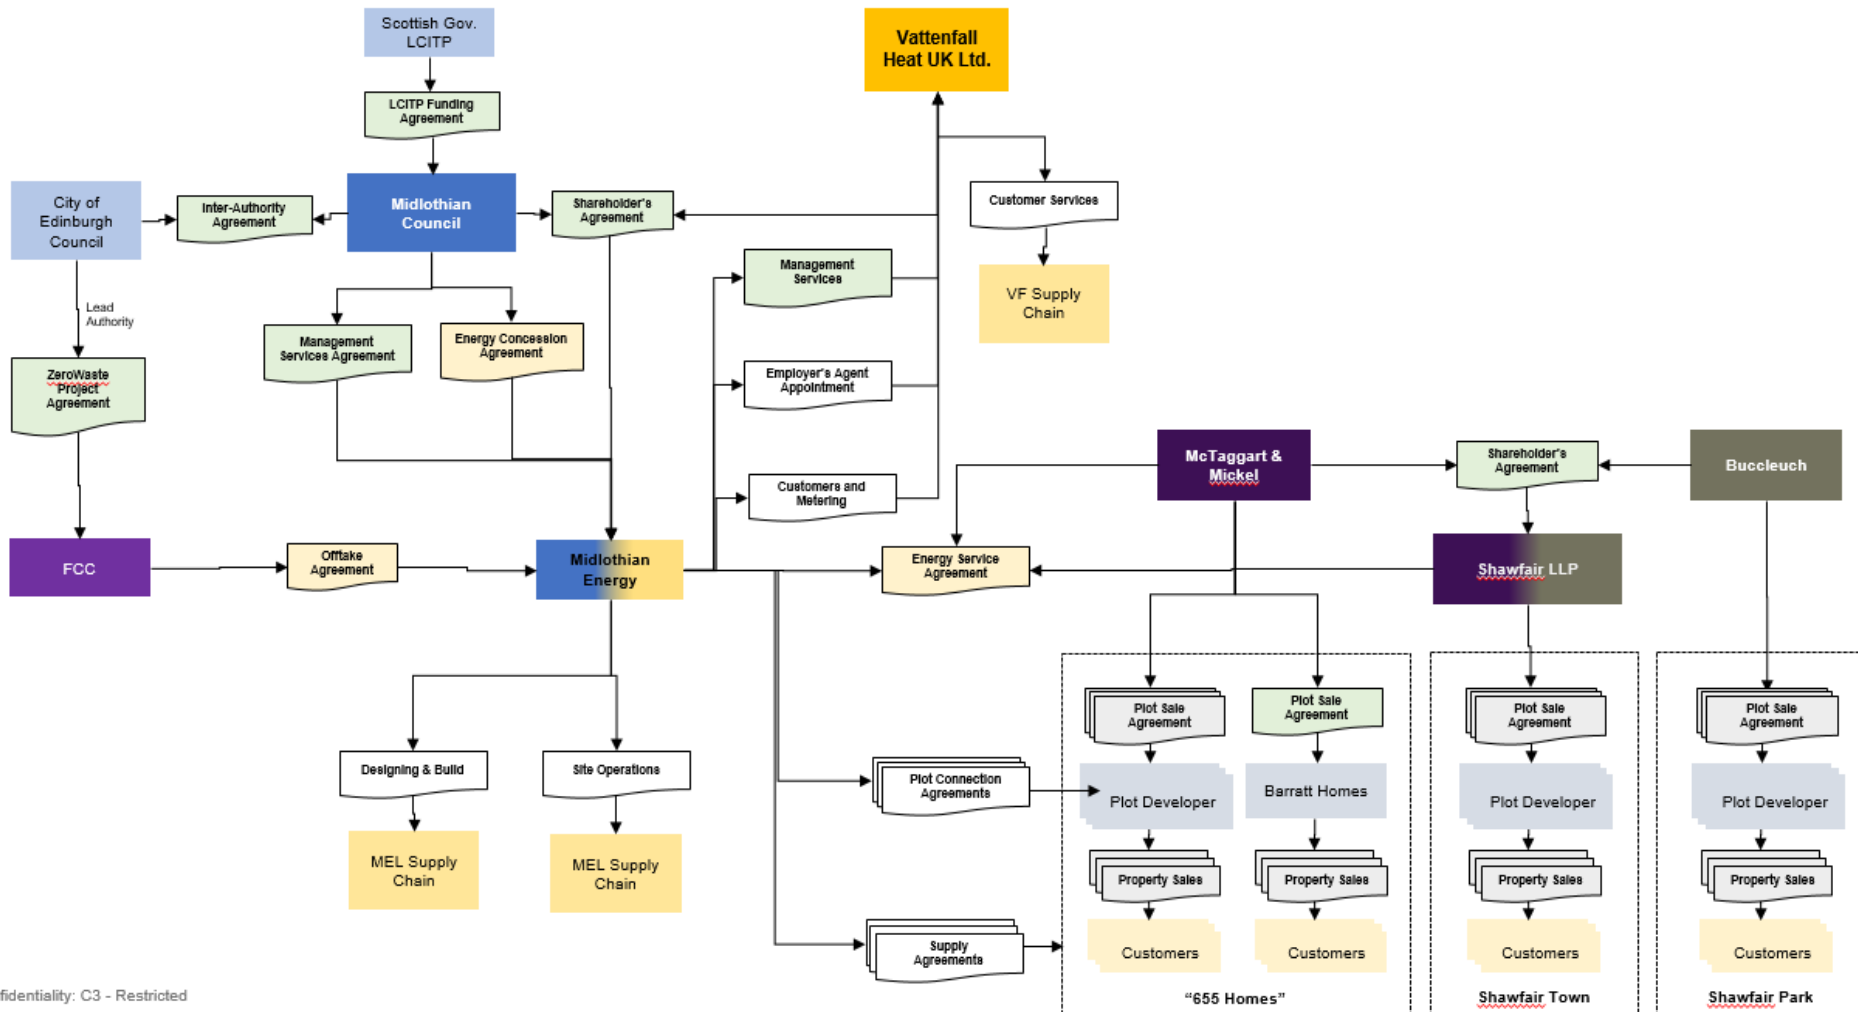 Scottish Gov.
LCITP
Vattenfall
Heat UK Ltd.
LCITP Funding
Agreement
City of
Edinburgh
Council
Inter-Authority
Agreement
Midlothian
Council
Shareholder's
Agreement
Customer Services
Management
Services
VF Supply
Chain
Lead
Authority
Management
Services Agreement
Energy Concession
Agreement
ZeroWaste
Project
Agreement
Employer's Agent
Appointment
McTaggart &
Mickel
Shareholder's
Agreement
Buccleuch
Customers and
Metering
FCC
Offtake
Agreement
Midlothian
Energy
Energy Service
Agreement
Shawfair LLP
Plot Sale
Agreement
Plot Sale
Agreement
Plot Sale
Agreement
Plot Sale
Agreement
Designing & Build
Site Operations
Plot Connection
Agreements
Plot Developer
Barratt Homes
Plot Developer
Plot Developer
MEL Supply
Chain
MEL Supply
Chain
Property Sales
Property Sales
Property Sales
Property Sales
Supply
Agreements
Customers
Customers
Customers
Customers
fidentiality: C3 - Restricted
“655 Homes”
Shawfair Town
Shawfair Park